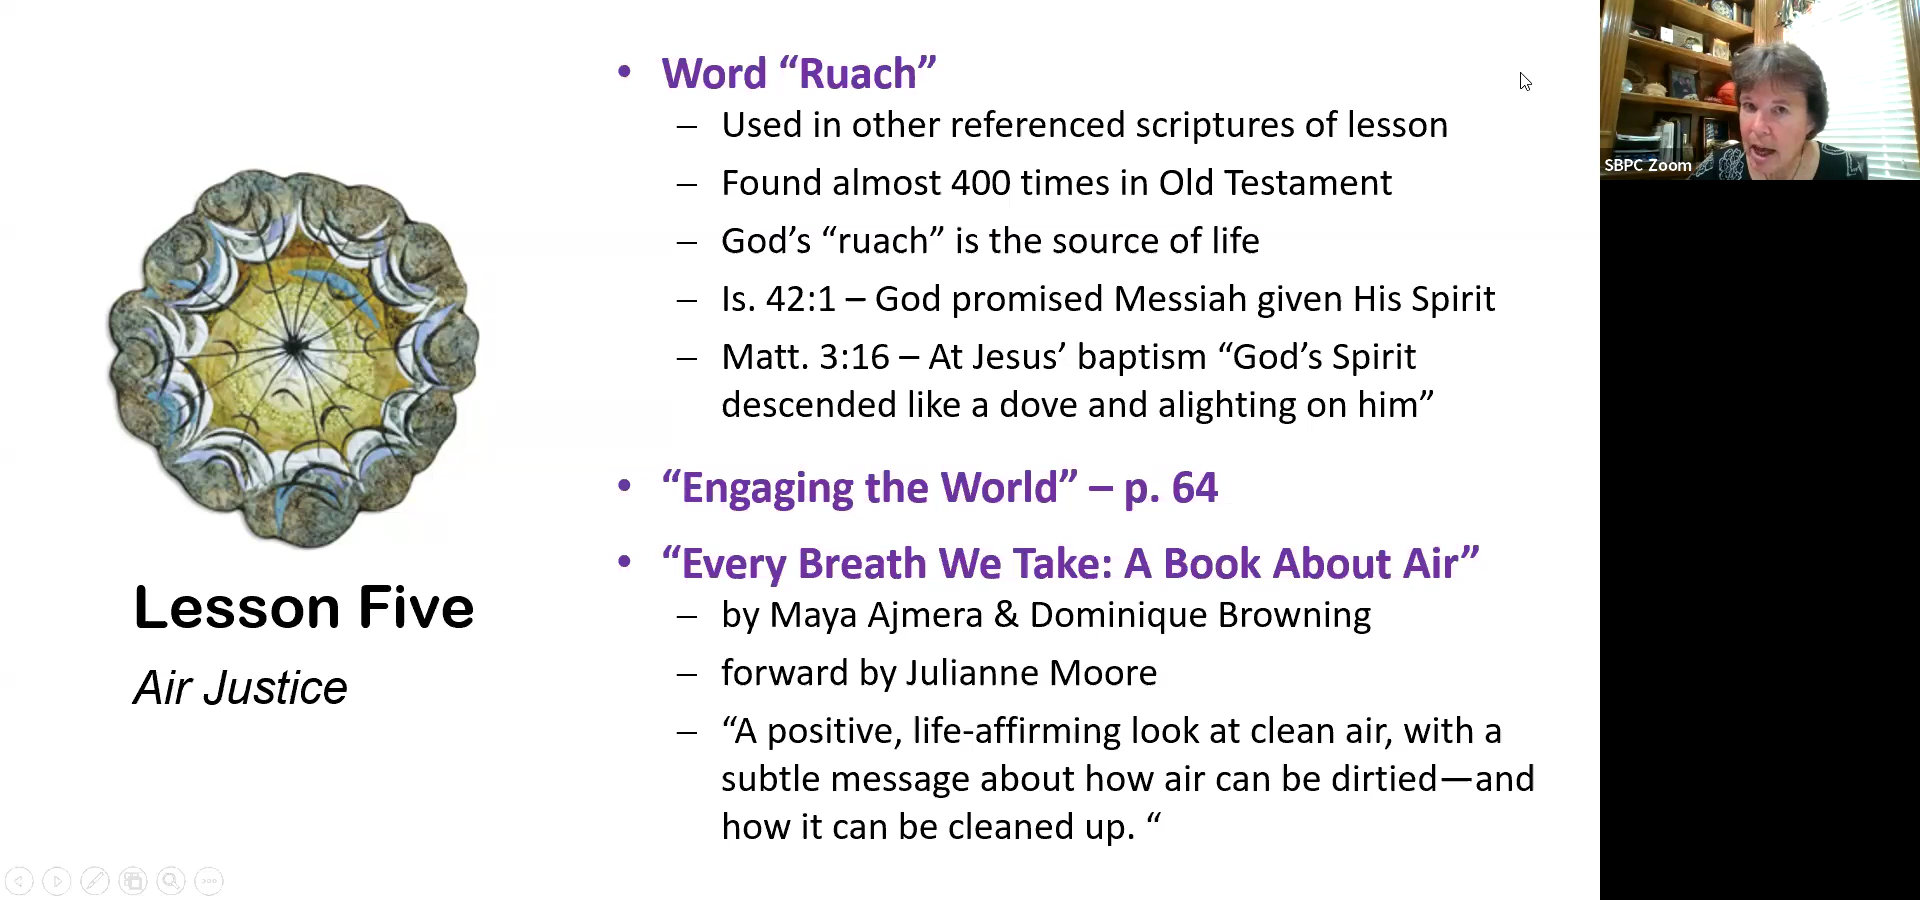 • Word “Ruach”
– Used in other referenced scriptures of lesson
– Found almost 400 times in Old Testament
– God’s “ruach” is the source of life
– Is. 42:1 – God promised Messiah given His Spirit
– Matt. 3:16 – At Jesus’ baptism “God’s Spirit
descended like a dove and alighting on him”
• “Engaging the World” – p. 64
• “Every Breath We Take: A Book About Air”
– by Maya Ajmera & Dominique Browning
– forward by Julianne Moore
– “A positive, life-affirming look at clean air, with a
subtle message about how air can be dirtied—and
how it can be cleaned up. “
Lesson Five
Air Justice
SBPC Zoom